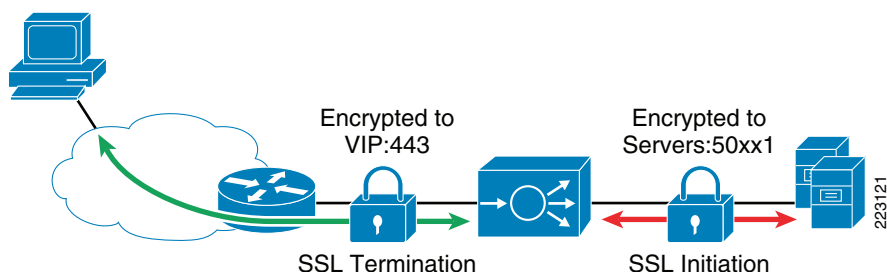 Encrypted to
VIP:443
Encrypted to
Servers:50xx1
SSL Termination
SSL Initiation
223121